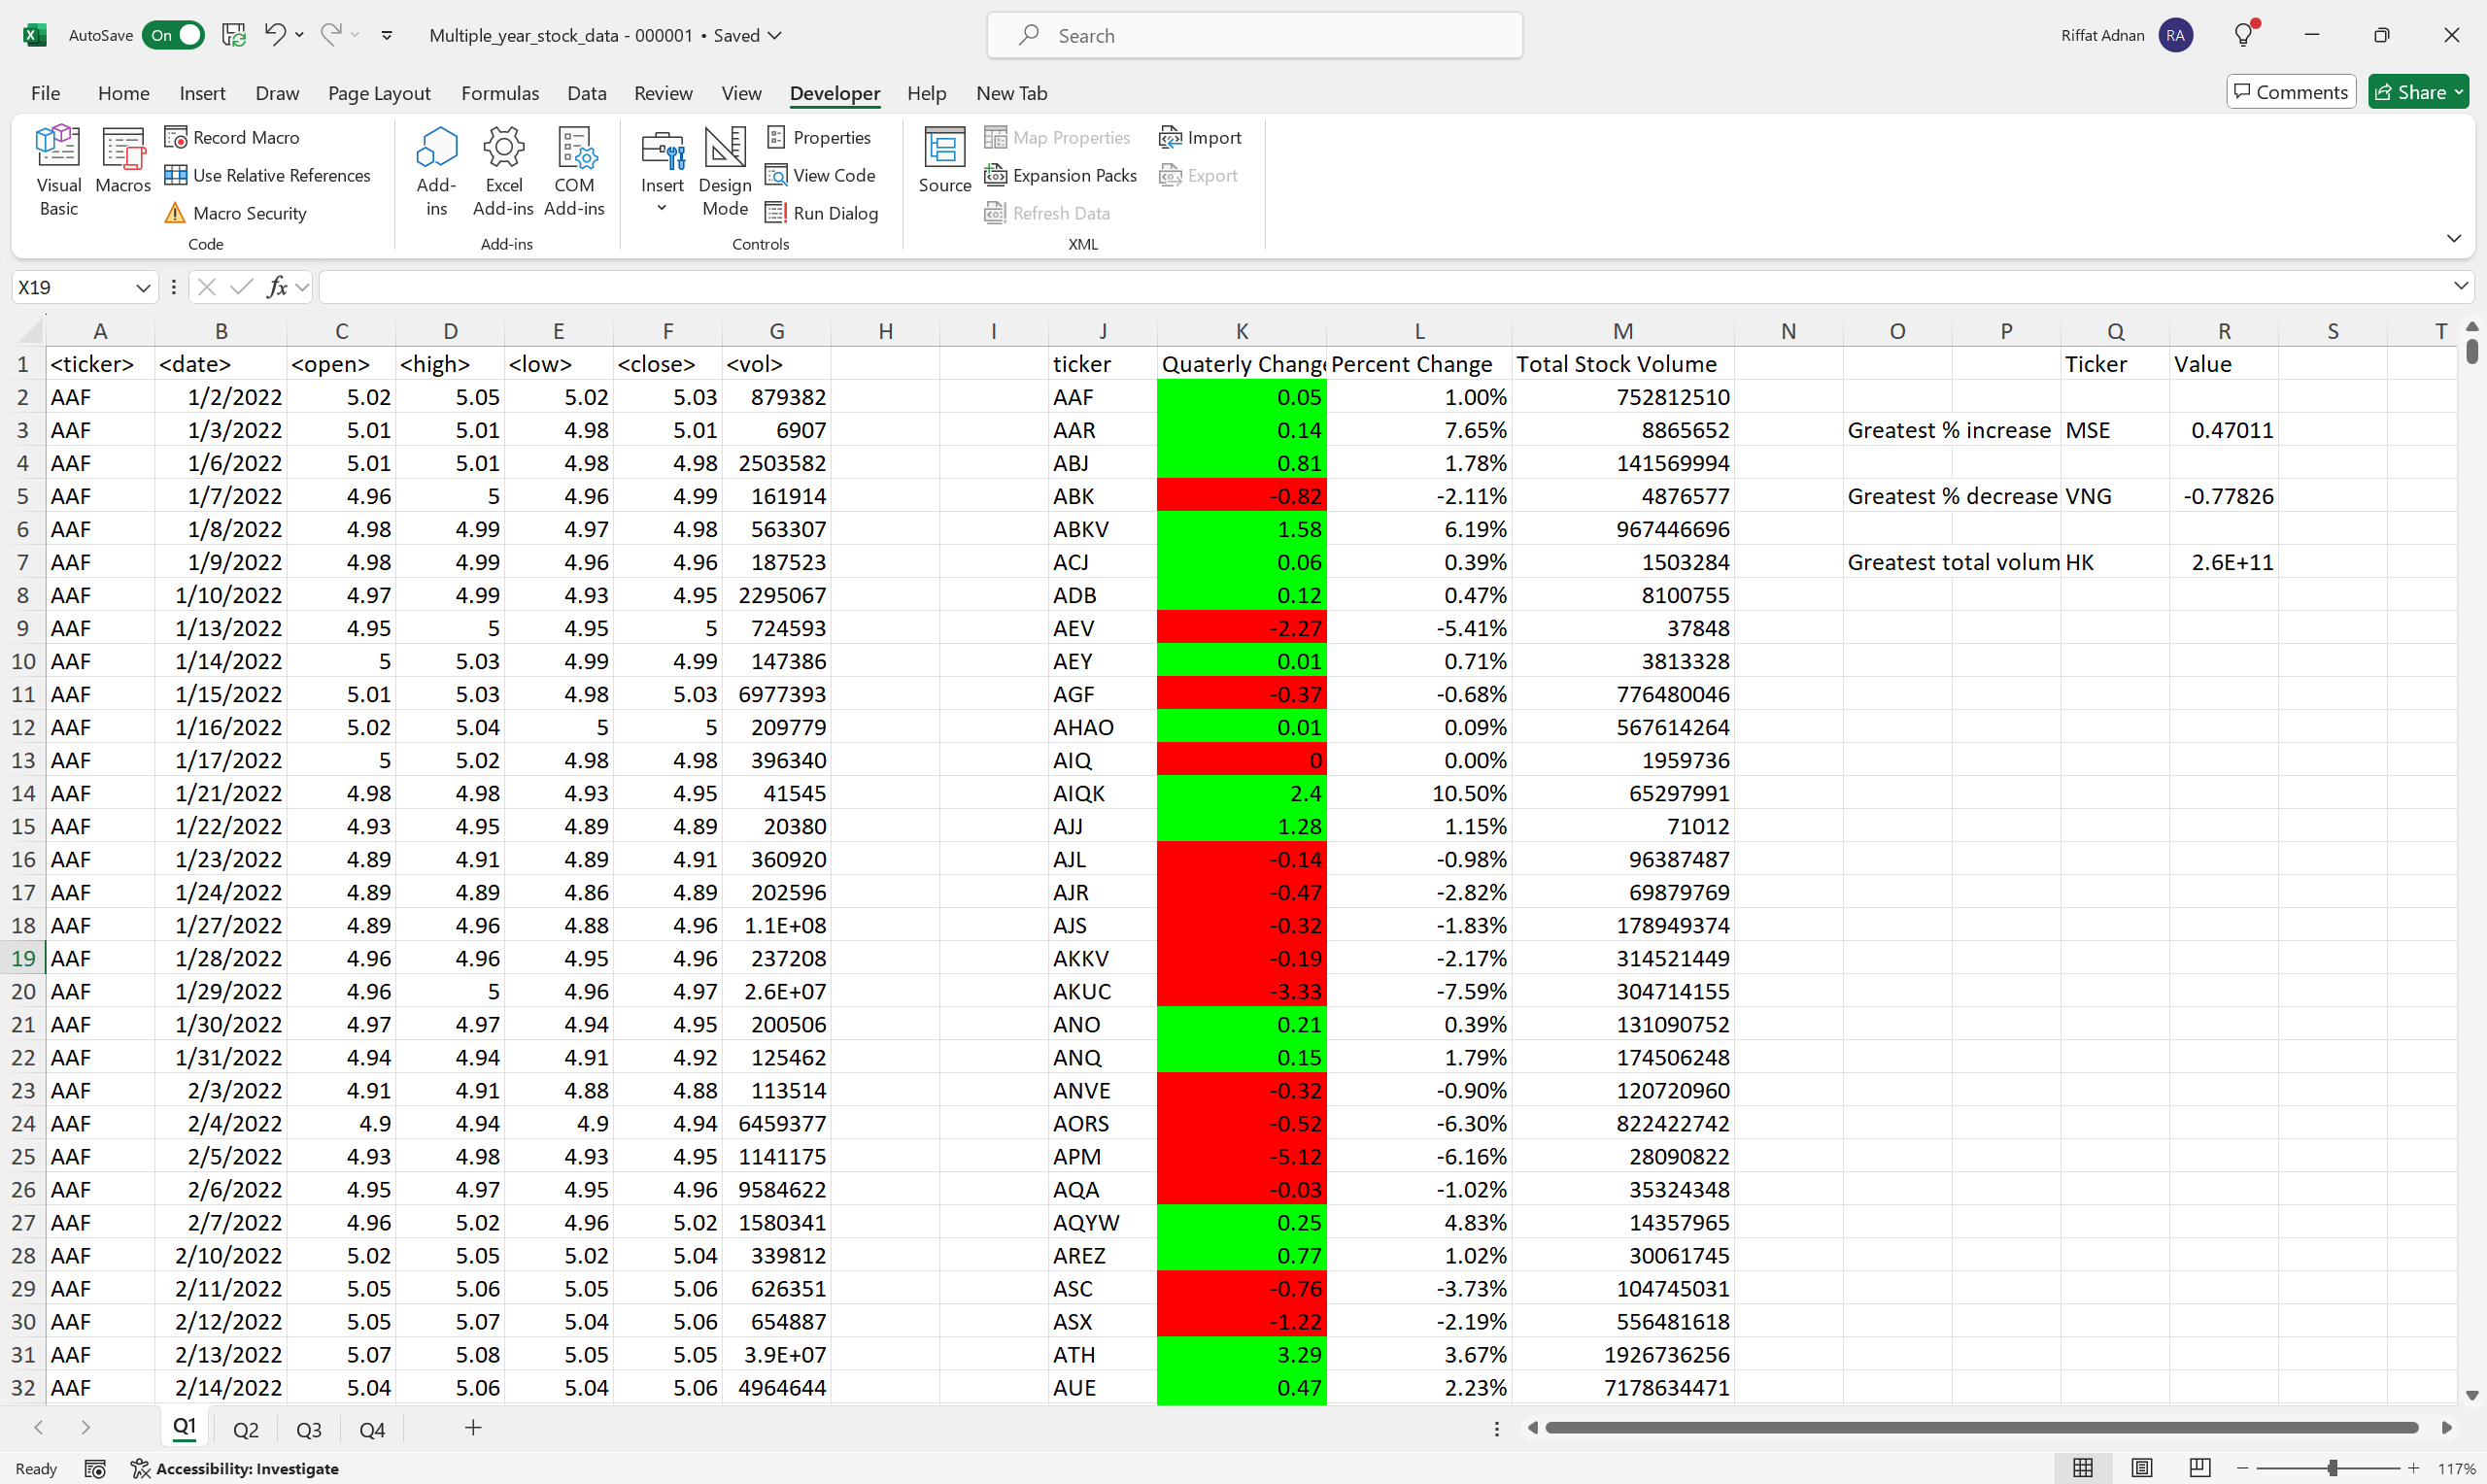 AutoSave On Multiple_year_stock_data - 000001 • Saved Search Riffat Adnan RA
File Home Insert Draw Page Layout Formulas Data Review View Developer Help New Tab Comments Share
Visual Basic Macros Record Macro Use Relative References Macro Security Code
Add-ins Excel Add-ins COM Add-ins Add-ins
Insert Design Mode Properties View Code Run Dialog Controls
Source Map Properties Expansion Packs Refresh Data Import Export XML
X19 fx
A B C D E F G H I J K L M N O P Q R S T
1 <ticker> <date> <open> <high> <low> <close> <vol> ticker Quaterly Chang Percent Change Total Stock Volume Ticker Value
2 AAF 1/2/2022 5.02 5.05 5.02 5.03 879382 AAF 0.05 1.00% 752812510
3 AAF 1/3/2022 5.01 5.01 4.98 5.01 6907 AAR 0.14 7.65% 8865652 Greatest % increase MSE 0.47011
4 AAF 1/6/2022 5.01 5.01 4.98 4.98 2503582 ABJ 0.81 1.78% 141569994
5 AAF 1/7/2022 4.96 5 4.96 4.99 161914 ABK -0.82 -2.11% 4876577 Greatest % decrease VNG -0.77826
6 AAF 1/8/2022 4.98 4.99 4.97 4.98 563307 ABKV 1.58 6.19% 967446696
7 AAF 1/9/2022 4.98 4.99 4.96 4.96 187523 ACJ 0.06 0.39% 1503284 Greatest total volum HK 2.6E+11
8 AAF 1/10/2022 4.97 4.99 4.93 4.95 2295067 ADB 0.12 0.47% 8100755
9 AAF 1/13/2022 4.95 5 4.95 5 724593 AEV -2.27 -5.41% 37848
10 AAF 1/14/2022 5 5.03 4.99 4.99 147386 AEY 0.01 0.71% 3813328
11 AAF 1/15/2022 5.01 5.03 4.98 5.03 6977393 AGF -0.37 -0.68% 776480046
12 AAF 1/16/2022 5.02 5.04 5 5 209779 AHAO 0.01 0.09% 567614264
13 AAF 1/17/2022 5 5.02 4.98 4.98 396340 AIQ 0 0.00% 1959736
14 AAF 1/21/2022 4.98 4.98 4.93 4.95 41545 AIQK 2.4 10.50% 65297991
15 AAF 1/22/2022 4.93 4.95 4.89 4.89 20380 AJJ 1.28 1.15% 71012
16 AAF 1/23/2022 4.89 4.91 4.89 4.91 360920 AJL -0.14 -0.98% 96387487
17 AAF 1/24/2022 4.89 4.89 4.86 4.89 202596 AJR -0.47 -2.82% 69879769
18 AAF 1/27/2022 4.89 4.96 4.88 4.96 1.1E+08 AJS -0.32 -1.83% 178949374
19 AAF 1/28/2022 4.96 4.96 4.95 4.96 237208 AKKV -0.19 -2.17% 314521449
20 AAF 1/29/2022 4.96 5 4.96 4.97 2.6E+07 AKUC -3.33 -7.59% 304714155
21 AAF 1/30/2022 4.97 4.97 4.94 4.95 200506 ANO 0.21 0.39% 131090752
22 AAF 1/31/2022 4.94 4.94 4.91 4.92 125462 ANQ 0.15 1.79% 174506248
23 AAF 2/3/2022 4.91 4.91 4.88 4.88 113514 ANVE -0.32 -0.90% 120720960
24 AAF 2/4/2022 4.9 4.94 4.9 4.94 6459377 AORS -0.52 -6.30% 822422742
25 AAF 2/5/2022 4.93 4.98 4.93 4.95 1141175 APM -5.12 -6.16% 28090822
26 AAF 2/6/2022 4.95 4.97 4.95 4.96 9584622 AQA -0.03 -1.02% 35324348
27 AAF 2/7/2022 4.96 5.02 4.96 5.02 1580341 AQYW 0.25 4.83% 14357965
28 AAF 2/10/2022 5.02 5.05 5.02 5.04 339812 AREZ 0.77 1.02% 30061745
29 AAF 2/11/2022 5.05 5.06 5.05 5.06 626351 ASC -0.76 -3.73% 104745031
30 AAF 2/12/2022 5.05 5.07 5.04 5.06 654887 ASX -1.22 -2.19% 556481618
31 AAF 2/13/2022 5.07 5.08 5.05 5.05 3.9E+07 ATH 3.29 3.67% 1926736256
32 AAF 2/14/2022 5.04 5.06 5.04 5.06 4964644 AUE 0.47 2.23% 7178634471
Q1 Q2 Q3 Q4
Ready Accessibility: Investigate 117%